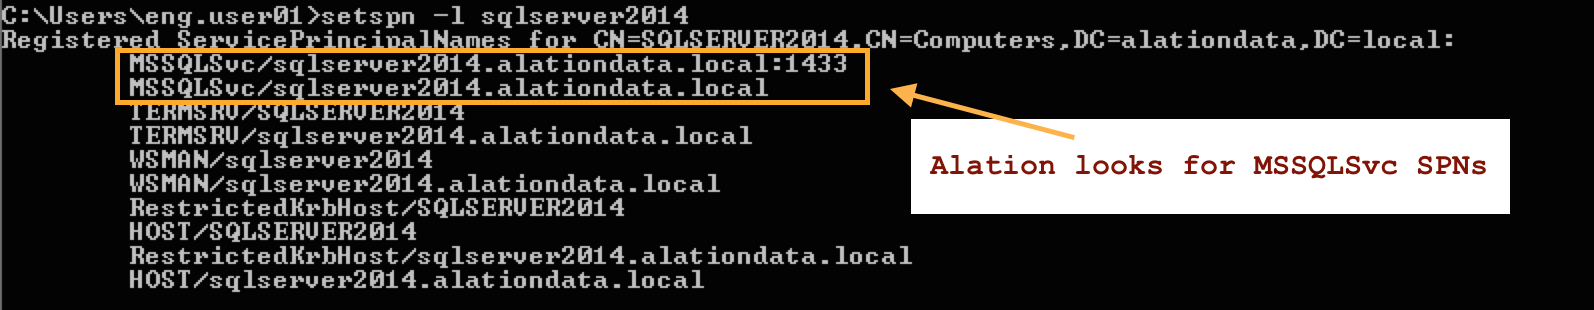 C:\Users\eng.user01>setspn -l sqlserver2014
Registered ServicePrincipalNames for CN=SQLSERVER2014,CN=Computers,DC=alationdata,DC=local:
MSSQLSvc/sqlserver2014.alationdata.local:1433
MSSQLSvc/sqlserver2014.alationdata.local
TERMSRV/SQLSERVER2014
TERMSRV/sqlserver2014.alationdata.local
WSMAN/sqlserver2014
WSMAN/sqlserver2014.alationdata.local
RestrictedKrbHost/SQLSERVER2014
HOST/SQLSERVER2014
RestrictedKrbHost/sqlserver2014.alationdata.local
HOST/sqlserver2014.alationdata.local
Alation looks for MSSQLSvc SPNs